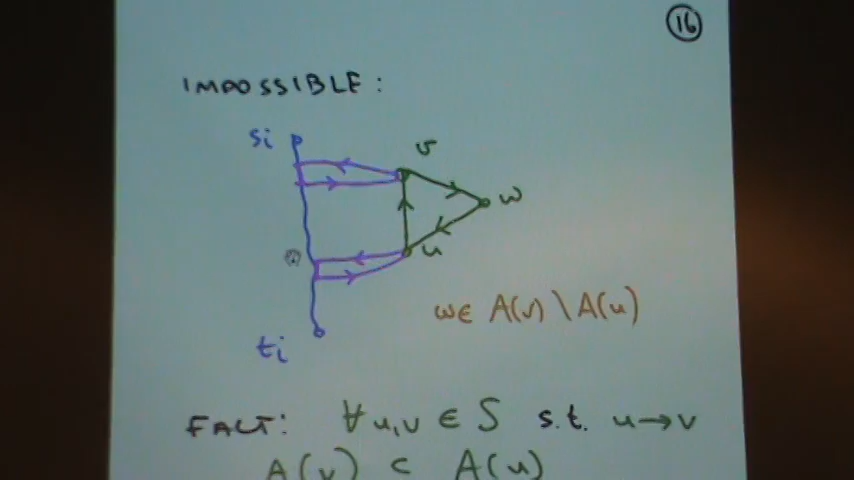 16
IMPOSSIBLE:
si
v
w
u
w∈ A(v) \ A(u)
ti
FACT: ∀u,v ∈ S s.t. u→v
A(v) ⊂ A(u)